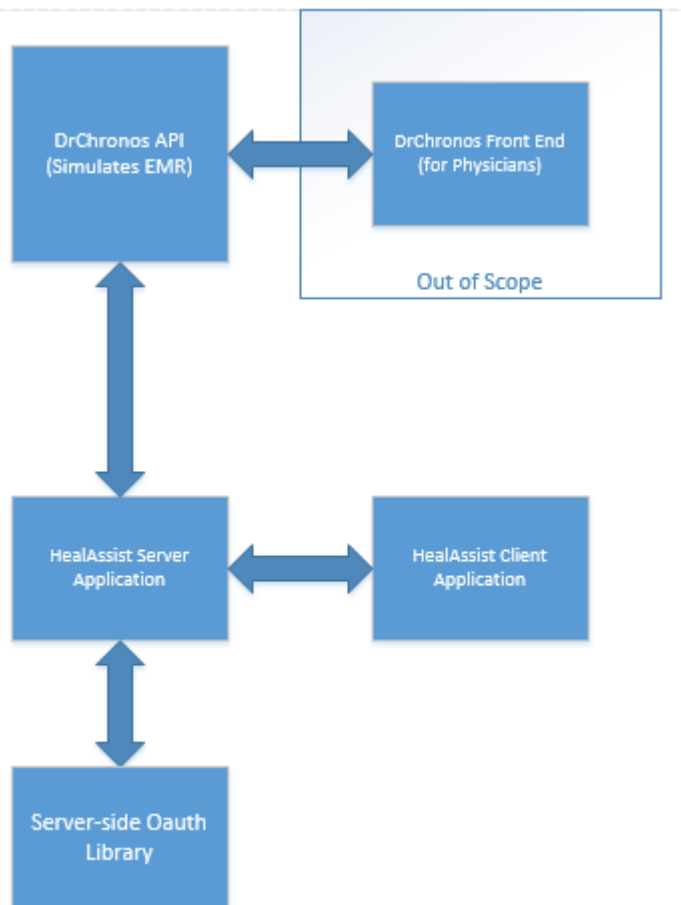 DrChronos API
(Simulates EMR)
DrChronos Front End
(for Physicians)
Out of Scope
HealAssist Server
Application
HealAssist Client
Application
Server-side Oauth
Library